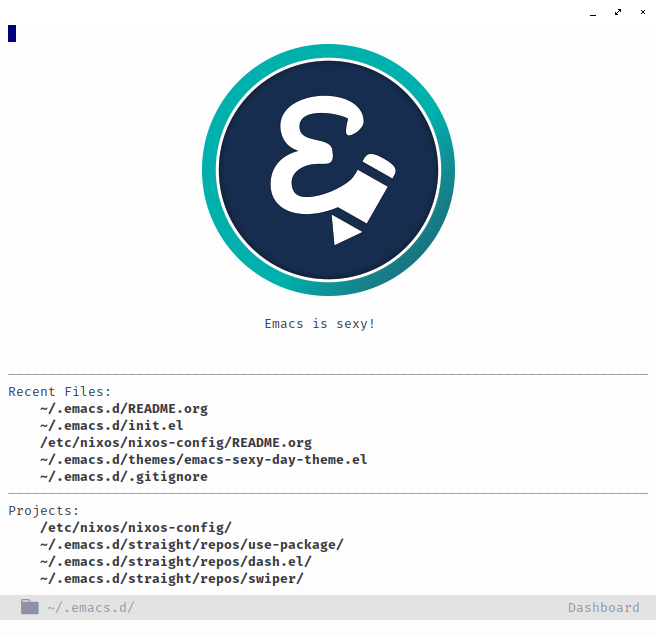 Emacs is sexy!
Recent Files:
~/.emacs.d/README.org
~/.emacs.d/init.el
/etc/nixos/nixos-config/README.org
~/.emacs.d/themes/emacs-sexy-day-theme.el
~/.emacs.d/.gitignore
Projects:
/etc/nixos/nixos-config/
~/.emacs.d/straight/repos/use-package/
~/.emacs.d/straight/repos/dash.el/
~/.emacs.d/straight/repos/swiper/
~/.emacs.d/ Dashboard